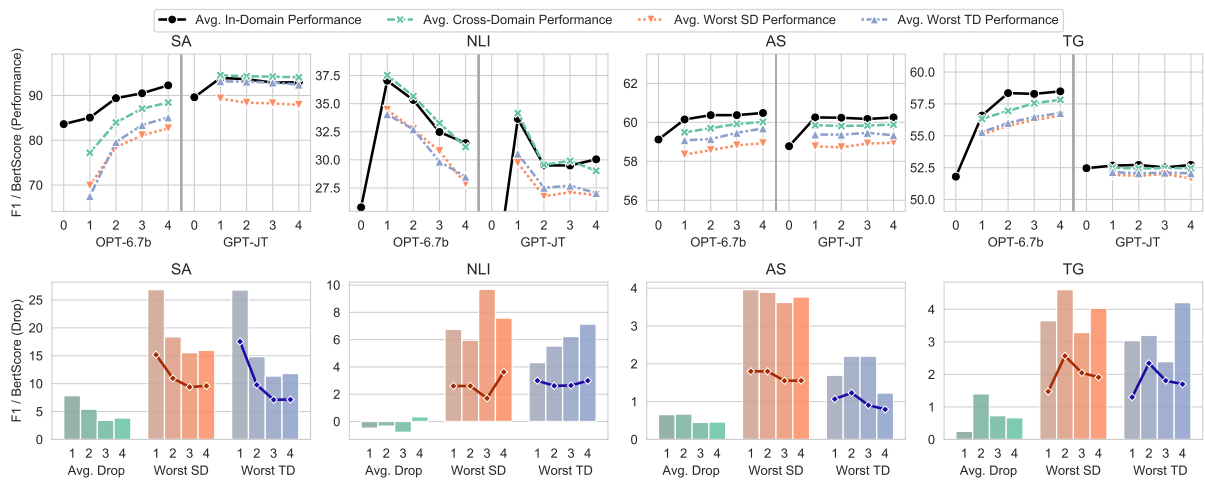 Avg. In-Domain Performance Avg. Cross-Domain Performance Avg. Worst SD Performance Avg. Worst TD Performance
SA NLI AS TG
F1 / BertScore (Performance)
90
80
70
0 1 2 3 4 0 1 2 3 4
OPT-6.7b GPT-JT
37.5
35.0
32.5
30.0
27.5
0 1 2 3 4 0 1 2 3 4
OPT-6.7b GPT-JT
62
60
58
56
0 1 2 3 4 0 1 2 3 4
OPT-6.7b GPT-JT
60.0
57.5
55.0
52.5
50.0
0 1 2 3 4 0 1 2 3 4
OPT-6.7b GPT-JT
SA NLI AS TG
F1 / BertScore (Drop)
25
20
15
10
5
0
1 2 3 4 1 2 3 4 1 2 3 4
Avg. Drop Worst SD Worst TD
10
8
6
4
2
0
1 2 3 4 1 2 3 4 1 2 3 4
Avg. Drop Worst SD Worst TD
4
3
2
1
0
1 2 3 4 1 2 3 4 1 2 3 4
Avg. Drop Worst SD Worst TD
4
3
2
1
0
1 2 3 4 1 2 3 4 1 2 3 4
Avg. Drop Worst SD Worst TD